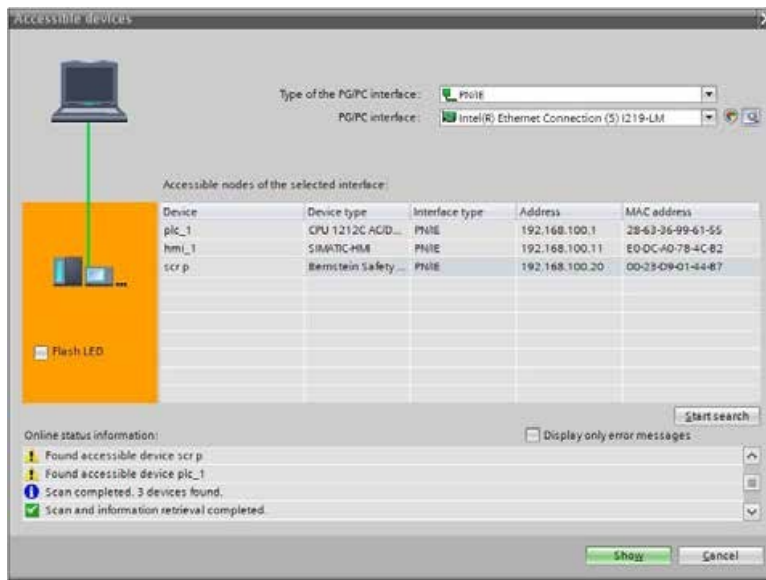 Accessible devices
Type of the PG/PC interface: PN/IE
PG/PC interface: Intel(R) Ethernet Connection (5) I219-LM
Accessible nodes of the selected interface:
Device Device type Interface type Address MAC address
plc_1 CPU 1212C AC/D... PN/IE 192.168.100.1 28-63-36-99-61-55
hmi_1 SIMATIC-HMI PN/IE 192.168.100.11 E0-DC-A0-78-4C-B2
scr p Bernstein Safety ... PN/IE 192.168.100.20 00-23-D9-01-44-B7
...
Flash LED
Start search
Online status information:
Display only error messages
Found accessible device scr p
Found accessible device plc_1
Scan completed. 3 devices found.
Scan and information retrieval completed.
Show Cancel